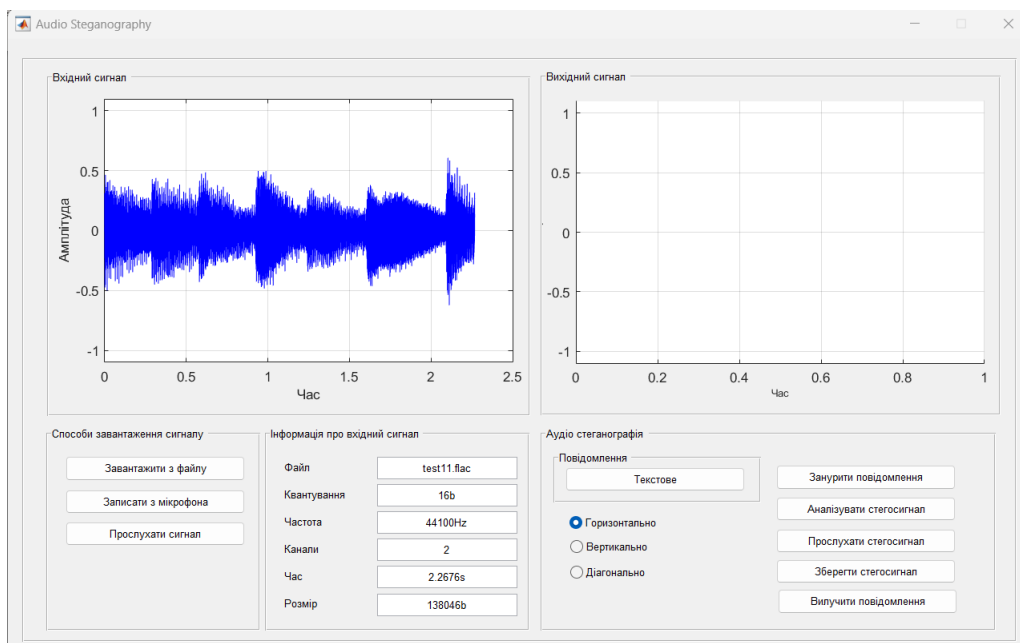 Audio Steganography
Вхідний сигнал
1
0.5
0
-0.5
-1
Амплітуда
0 0.5 1 1.5 2 2.5
Час
Вихідний сигнал
1
0.5
0
-0.5
-1
0 0.2 0.4 0.6 0.8 1
Час
Способи завантаження сигналу
Завантажити з файлу
Записати з мікрофона
Прослухати сигнал
Інформація про вхідний сигнал
Файл test11.flac
Квантування 16b
Частота 44100Hz
Канали 2
Час 2.2676s
Розмір 138046b
Аудіо стеганографія
Повідомлення
Текстове
Горизонтально
Вертикально
Діагонально
Занурити повідомлення
Аналізувати стегосигнал
Прослухати стегосигнал
Зберегти стегосигнал
Вилучити повідомлення